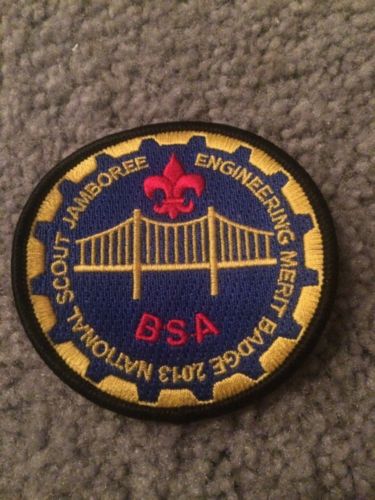 2013 NATIONAL SCOUT JAMBOREE
ENGINEERING MERIT BADGE
BSA